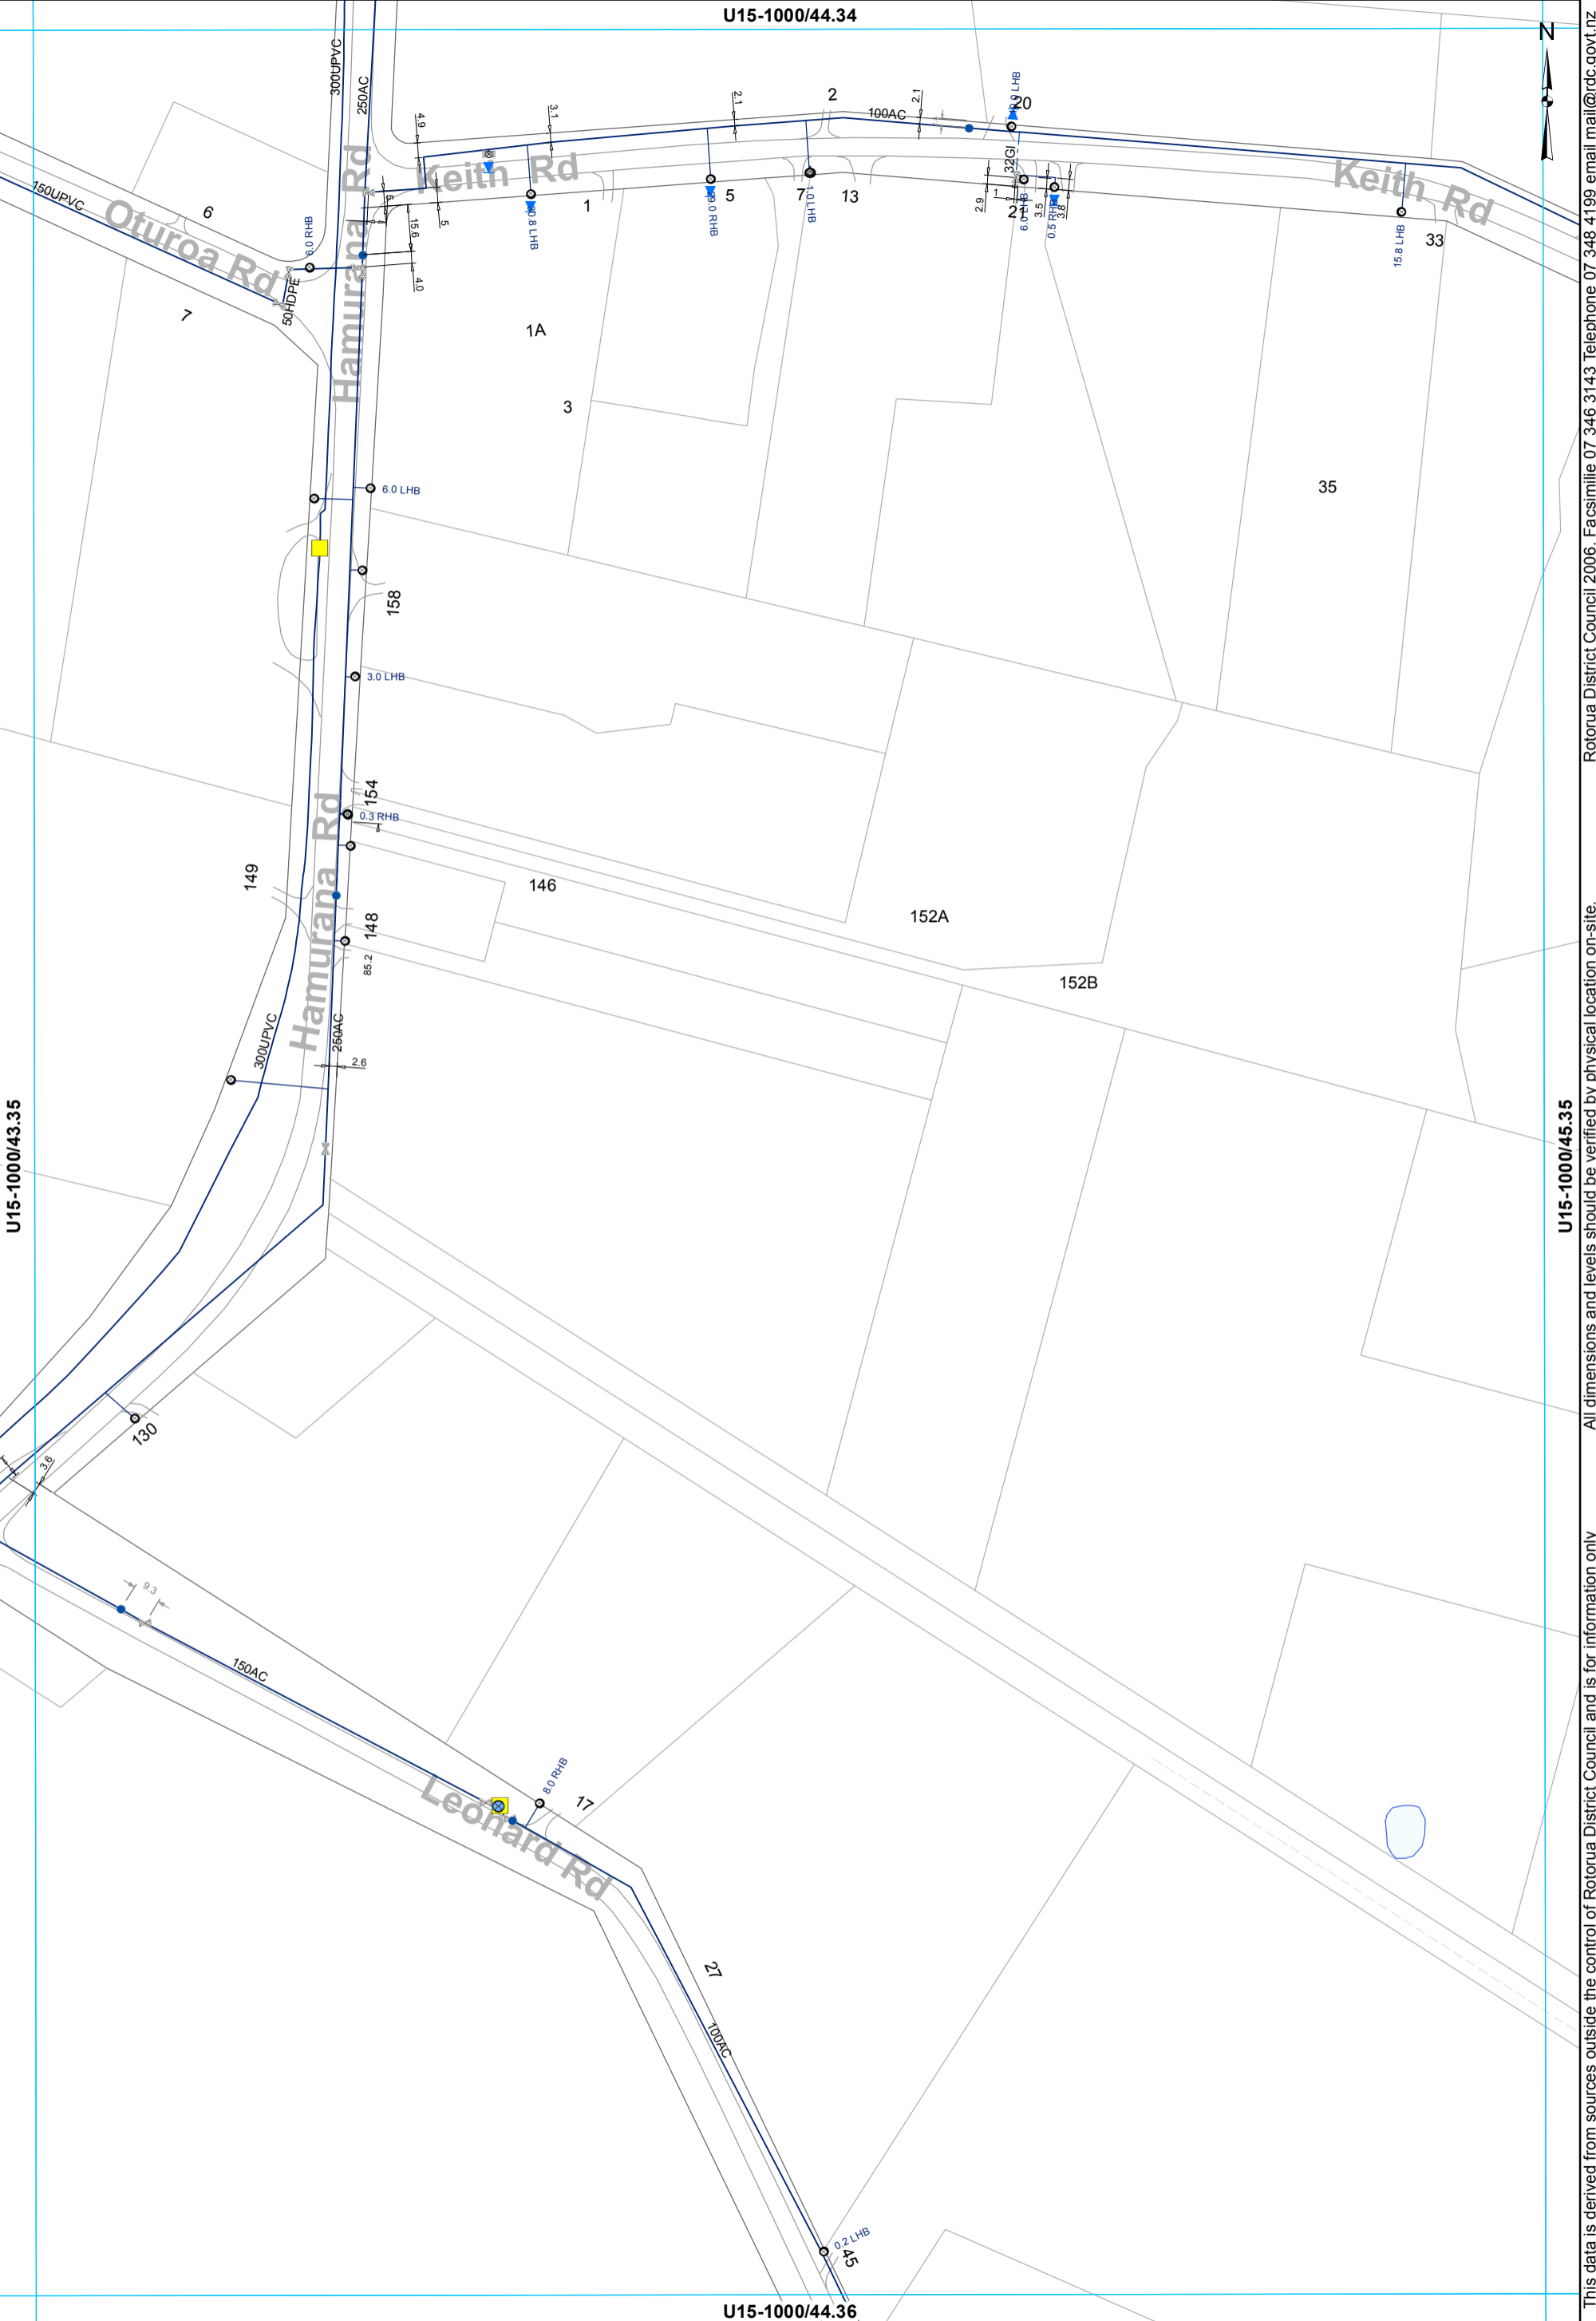 U15-1000/44.34
N
300UPVC
250AC
4.9
3.1
2.1
2
2.1
100AC
20
Keith Rd
Keith Rd
32GI
1
5
7
13
21
33
30.8 LHB
1.0 LHB
2.9
1
6.0 LHB
3.5
0.5 RHB
3.8
15.8 LHB
150UPVC
6
Oturoa Rd
6.0 RHB
50HDPE
7
Hamurana Rd
5
15.6
4.0
1A
3
35
6.0 LHB
158
3.0 LHB
154
0.3 RHB
149
146
148
152A
152B
85.2
Hamurana Rd
300UPVC
250AC
2.6
U15-1000/43.35
U15-1000/45.35
130
3.6
9.3
150AC
8.0 RHB
17
Leonard Rd
27
100AC
0.2 LHB
45
U15-1000/44.36
This data is derived from sources outside the control of Rotorua District Council and is for information only
All dimensions and levels should be verified by physical location on-site.
Rotorua District Council 2006. Facsimilie 07 346 3143 Telephone 07 348 4199 email mail@rdc.govt.nz